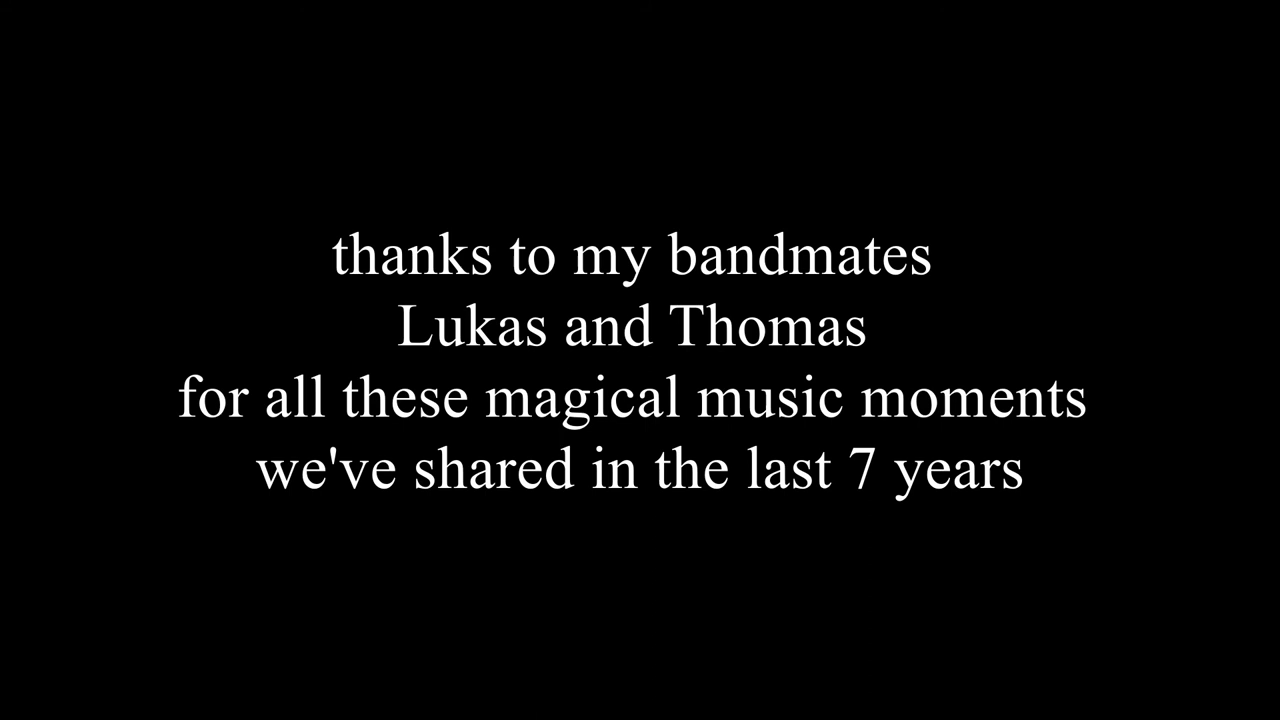 thanks to my bandmates
Lukas and Thomas
for all these magical music moments
we've shared in the last 7 years